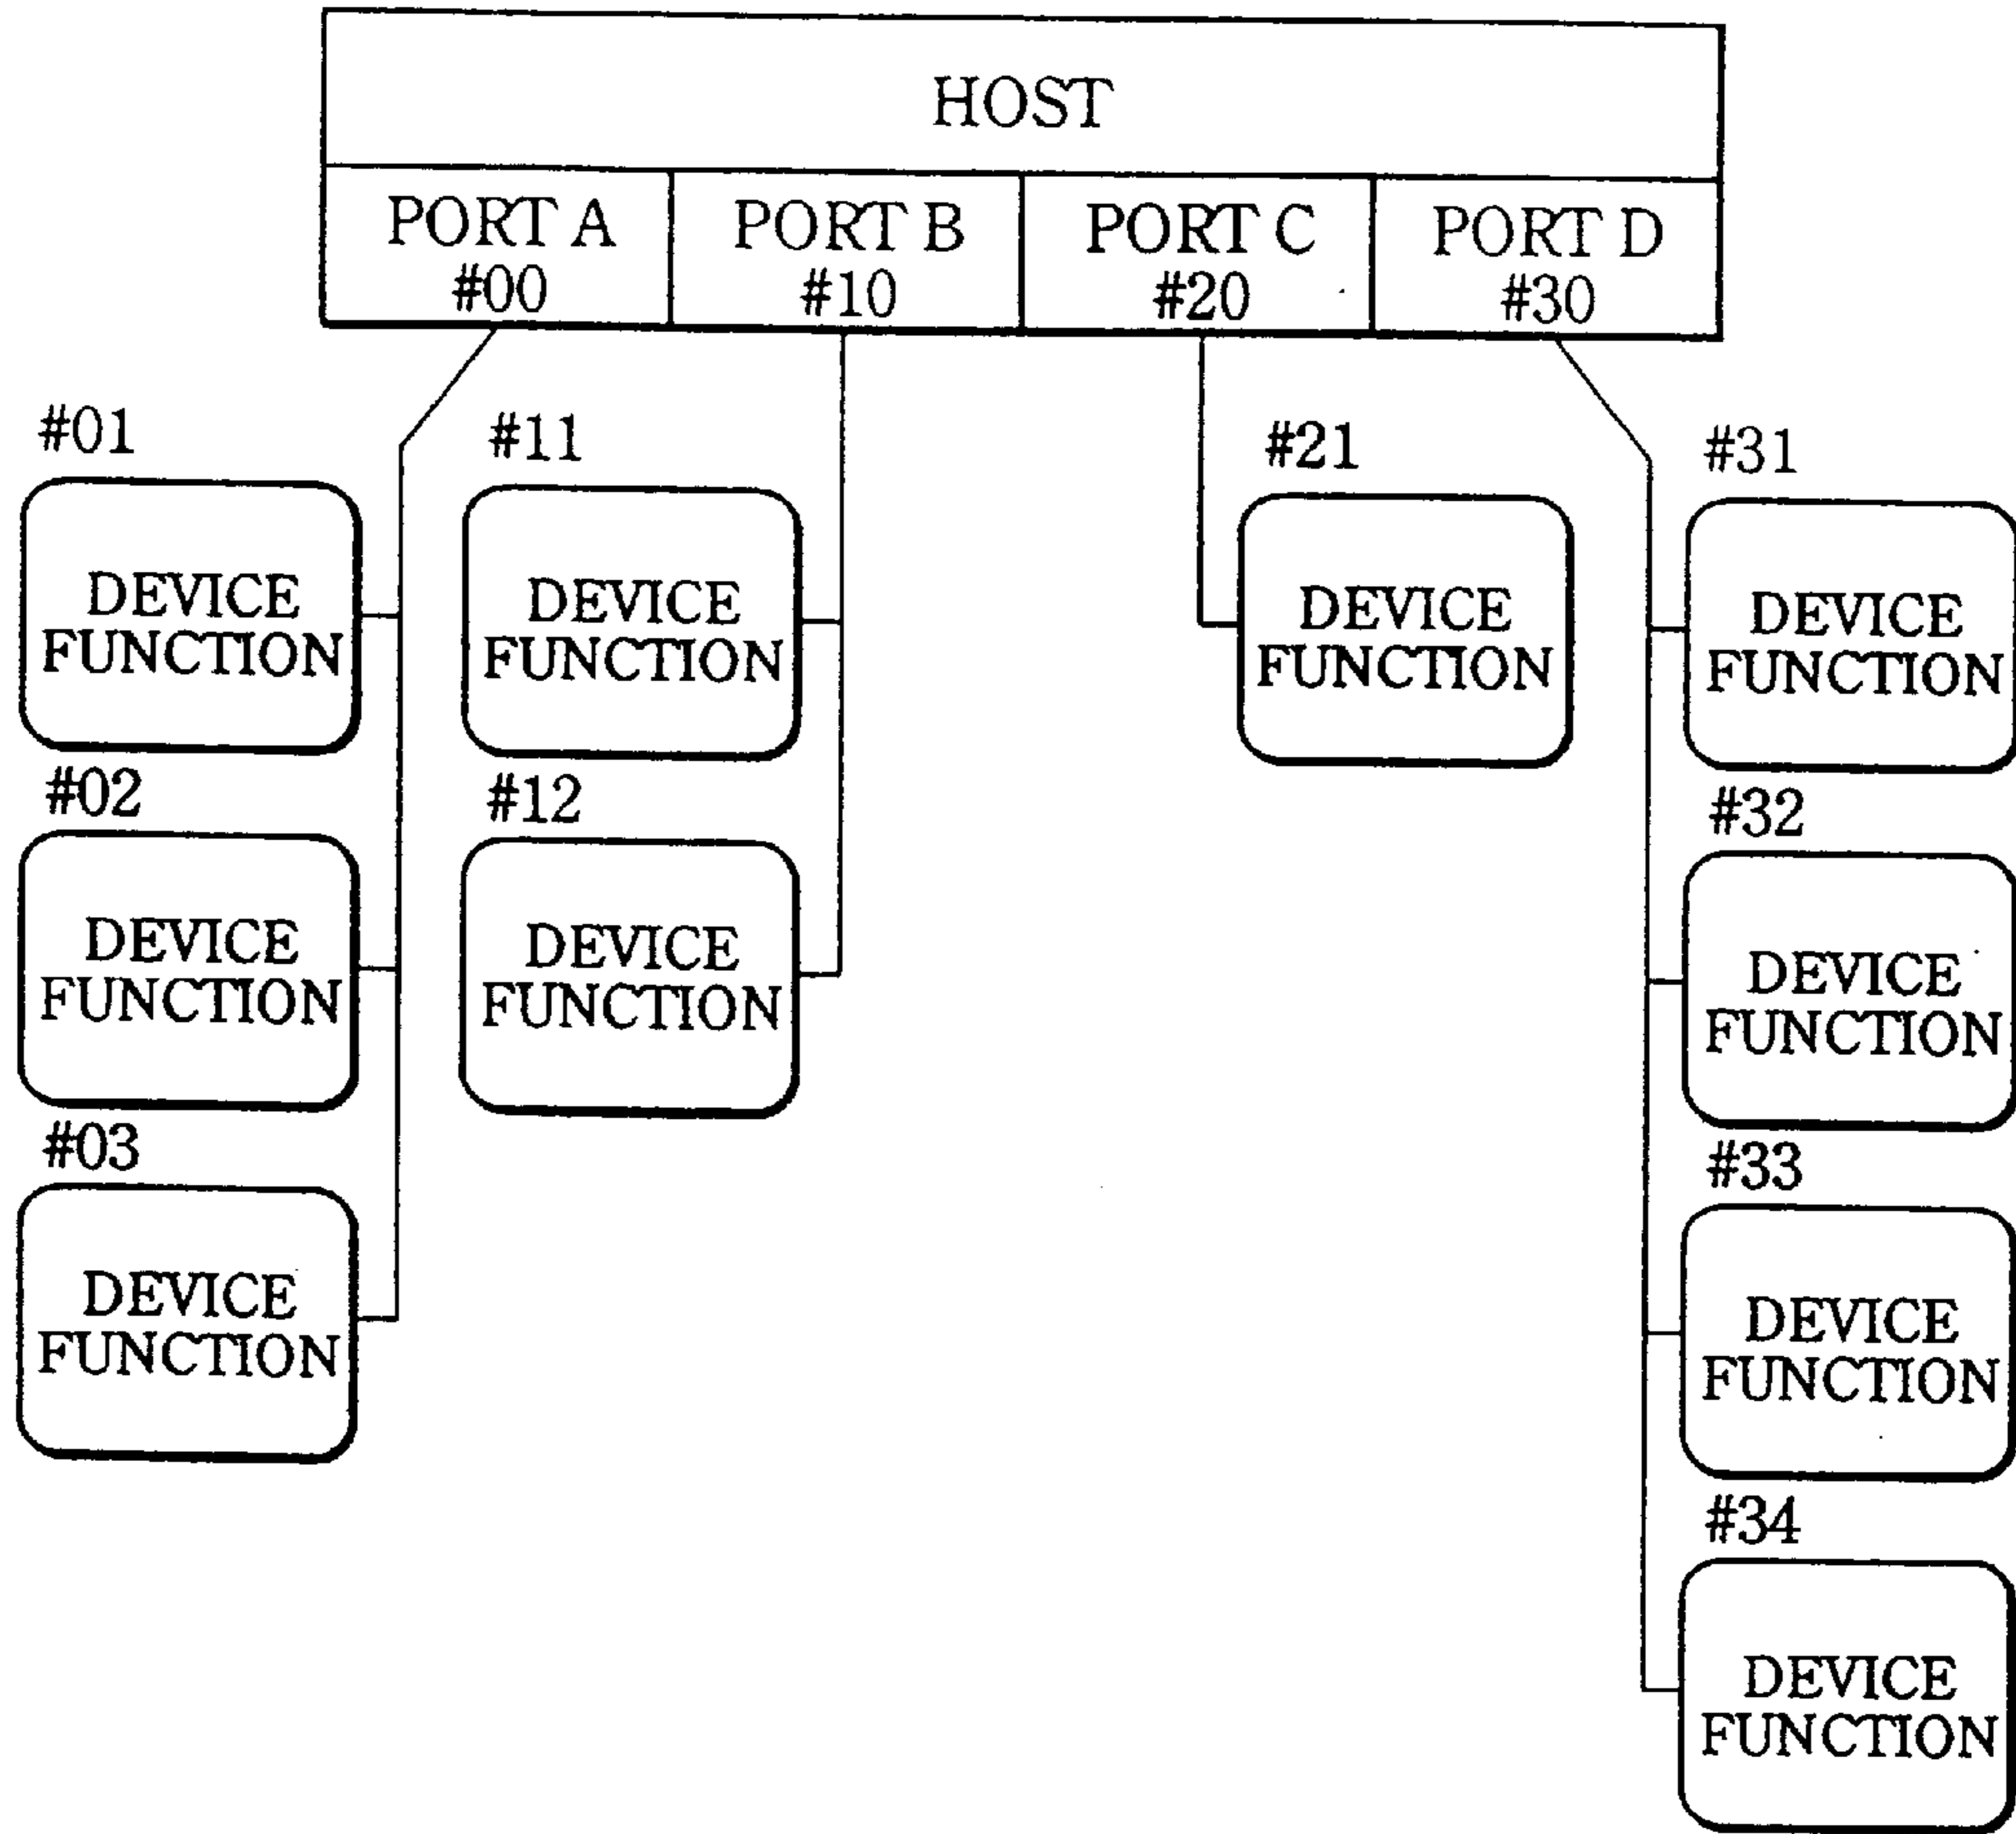 HOST
PORT A
#00
PORT B
#10
PORT C
#20
PORT D
#30
#01
DEVICE
FUNCTION
#02
DEVICE
FUNCTION
#03
DEVICE
FUNCTION
#11
DEVICE
FUNCTION
#12
DEVICE
FUNCTION
#21
DEVICE
FUNCTION
#31
DEVICE
FUNCTION
#32
DEVICE
FUNCTION
#33
DEVICE
FUNCTION
#34
DEVICE
FUNCTION